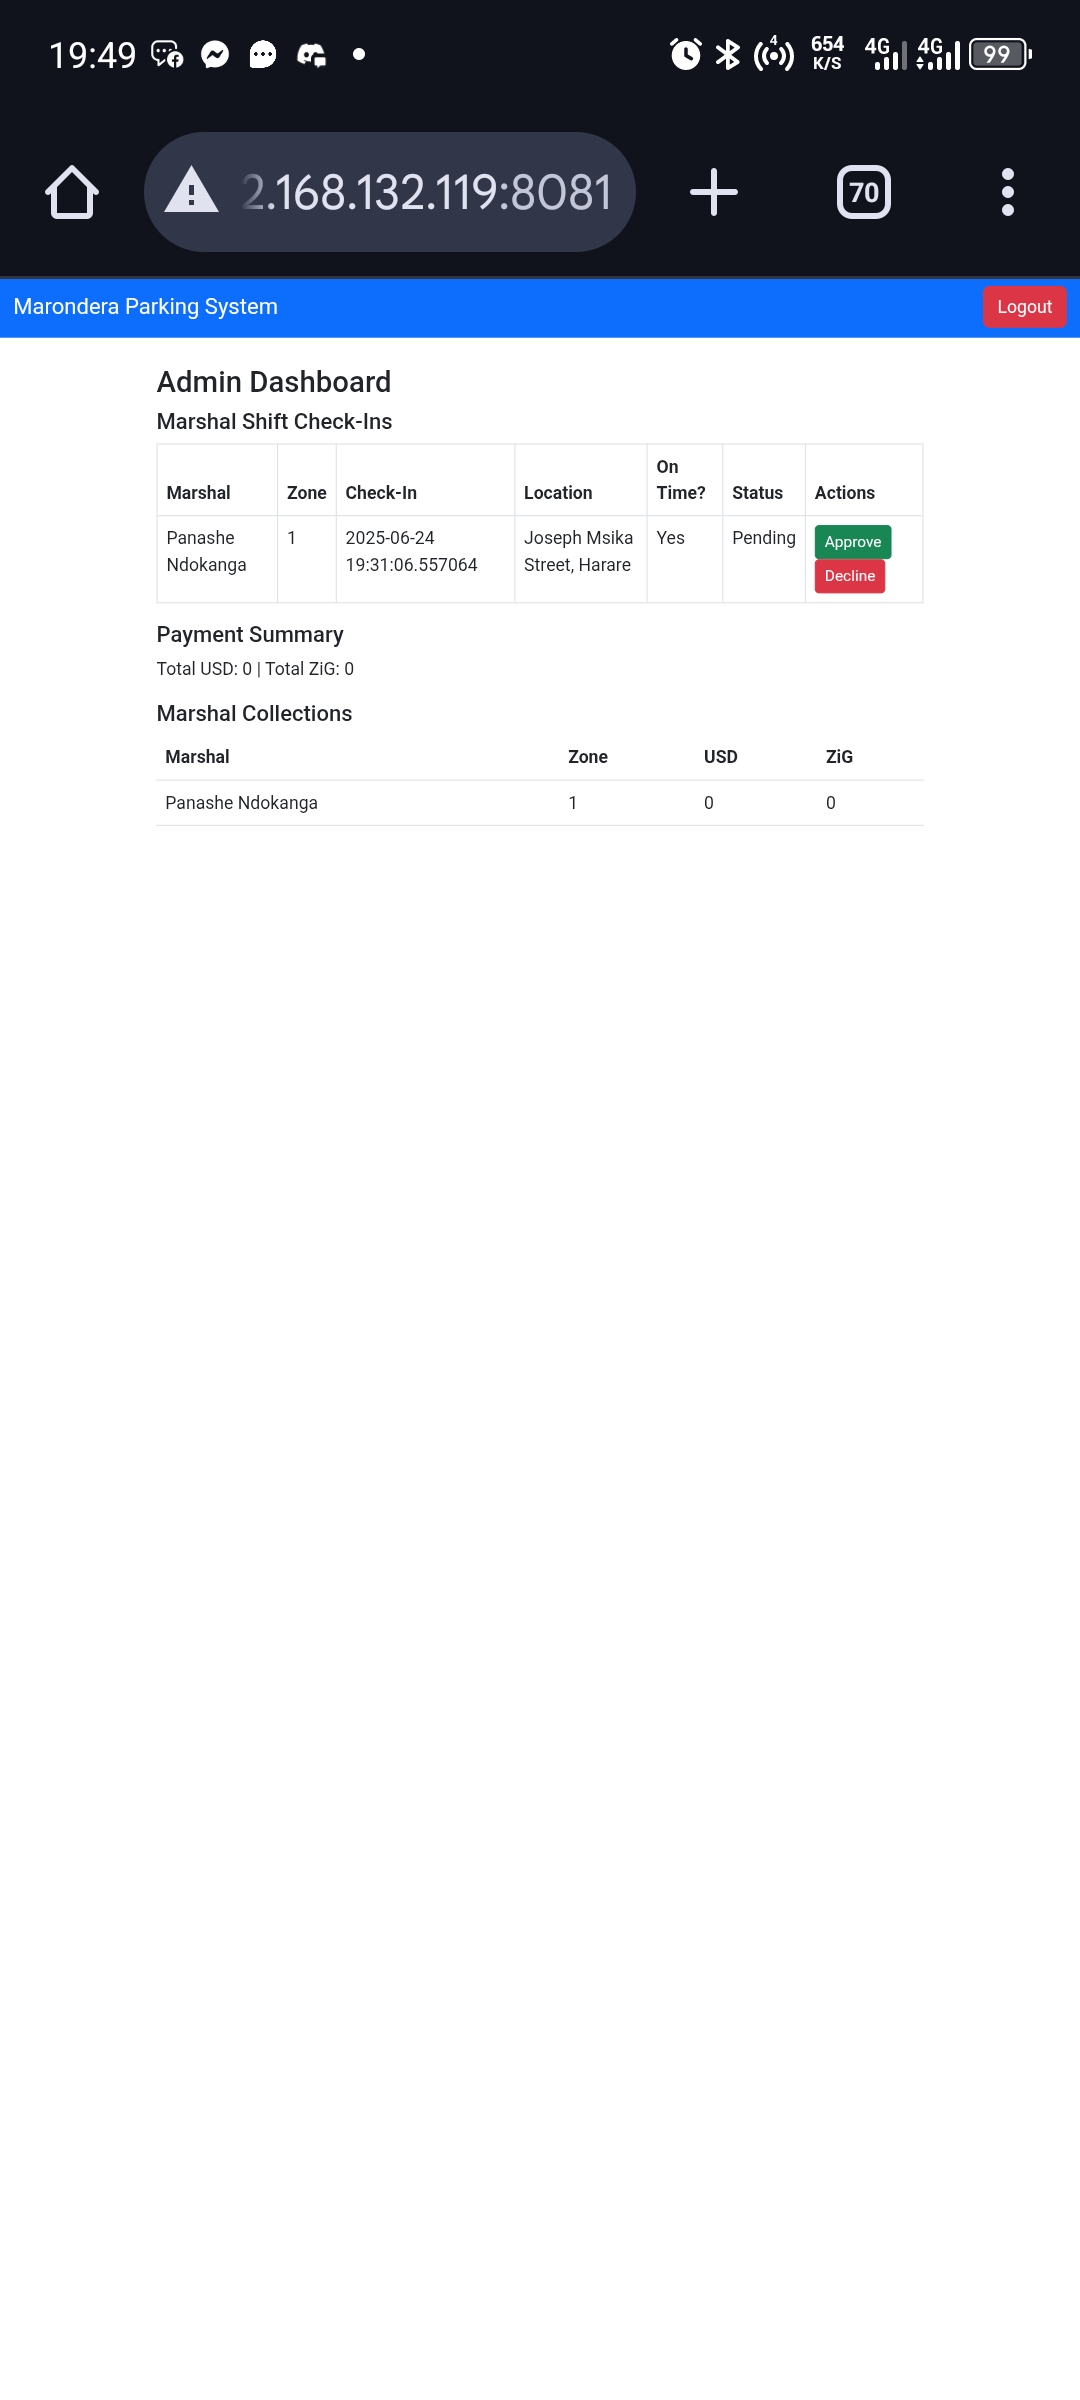 19:49
4
654
K/S
4G
4G
99
2.168.132.119:8081
70
Marondera Parking System
Logout
Admin Dashboard
Marshal Shift Check-Ins
Marshal Zone Check-In Location On Time? Status Actions
Panashe Ndokanga 1 2025-06-24 19:31:06.557064 Joseph Msika Street, Harare Yes Pending Approve
Decline
Payment Summary
Total USD: 0 | Total ZiG: 0
Marshal Collections
Marshal Zone USD ZiG
Panashe Ndokanga 1 0 0